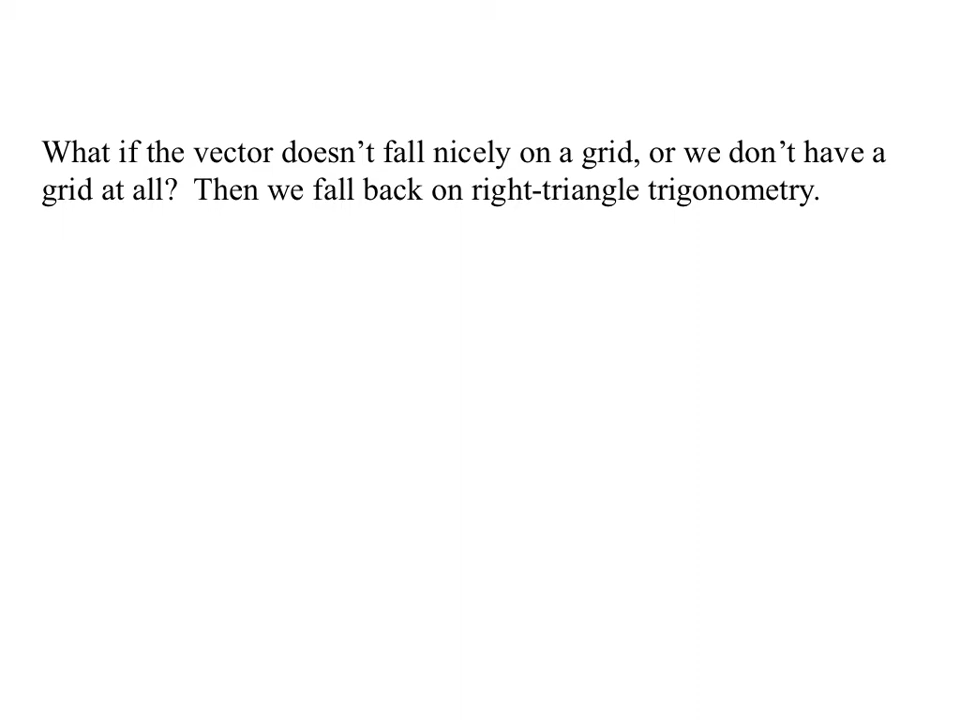 What if the vector doesn’t fall nicely on a grid, or we don’t have a
grid at all?  Then we fall back on right-triangle trigonometry.